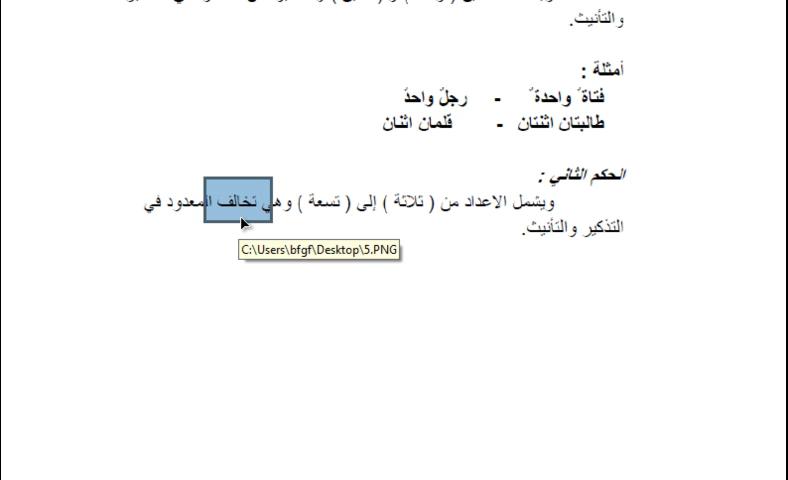 والتأنيث.
أمثلة :
فتاةٌ واحدةٌ - رجلٌ واحدٌ
طالبتان اثنتان - قلمان اثنان
الحكم الثاني :
ويشمل الاعداد من ( ثلاثة ) إلى ( تسعة ) وهي تخالف المعدود في
التذكير والتأنيث.
C:\Users\bfgf\Desktop\5.PNG